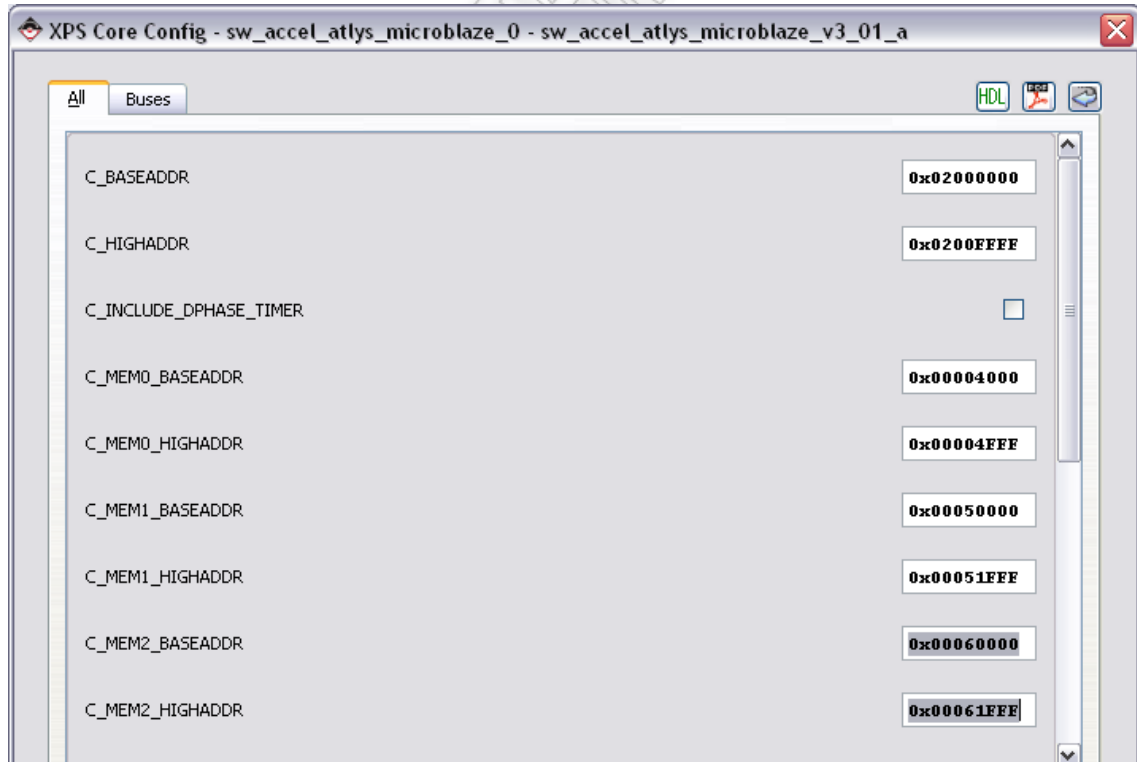 XPS Core Config - sw_accel_atlys_microblaze_0 - sw_accel_atlys_microblaze_v3_01_a
All Buses HDL PDF
C_BASEADDR 0x02000000
C_HIGHADDR 0x0200FFFF
C_INCLUDE_DPHASE_TIMER
C_MEM0_BASEADDR 0x00004000
C_MEM0_HIGHADDR 0x00004FFF
C_MEM1_BASEADDR 0x00050000
C_MEM1_HIGHADDR 0x00051FFF
C_MEM2_BASEADDR 0x00060000
C_MEM2_HIGHADDR 0x00061FFF